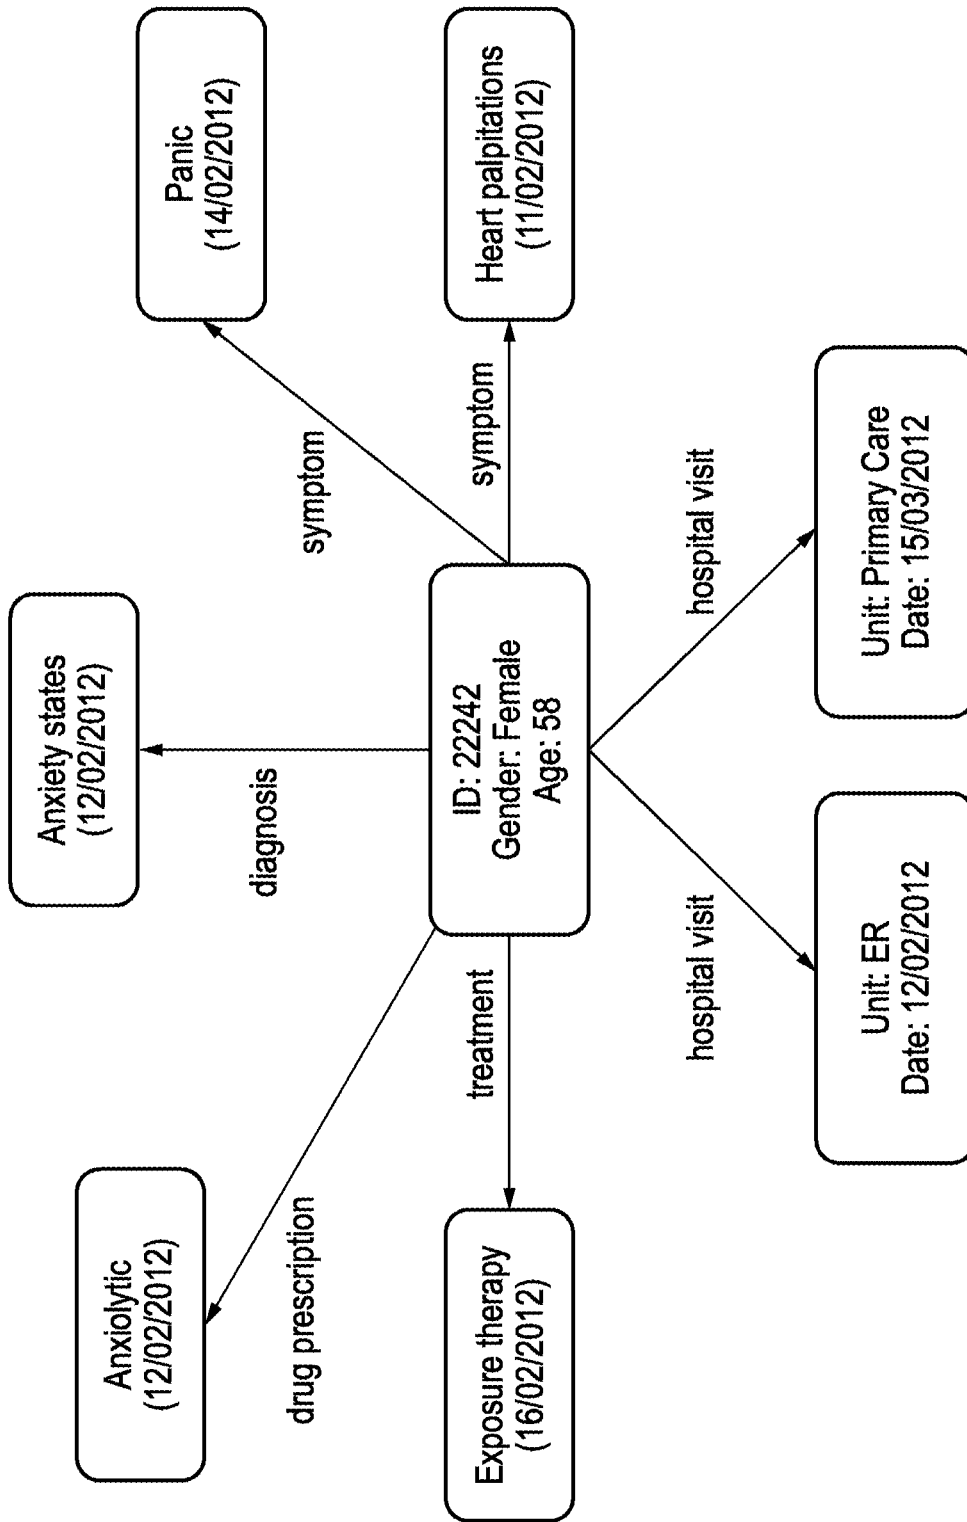 Anxiety states
(12/02/2012)
Anxiolytic
(12/02/2012)
Panic
(14/02/2012)
drug prescription
diagnosis
symptom
Exposure therapy
(16/02/2012)
treatment
ID: 22242
Gender: Female
Age: 58
symptom
Heart palpitations
(11/02/2012)
hospital visit
hospital visit
Unit: ER
Date: 12/02/2012
Unit: Primary Care
Date: 15/03/2012